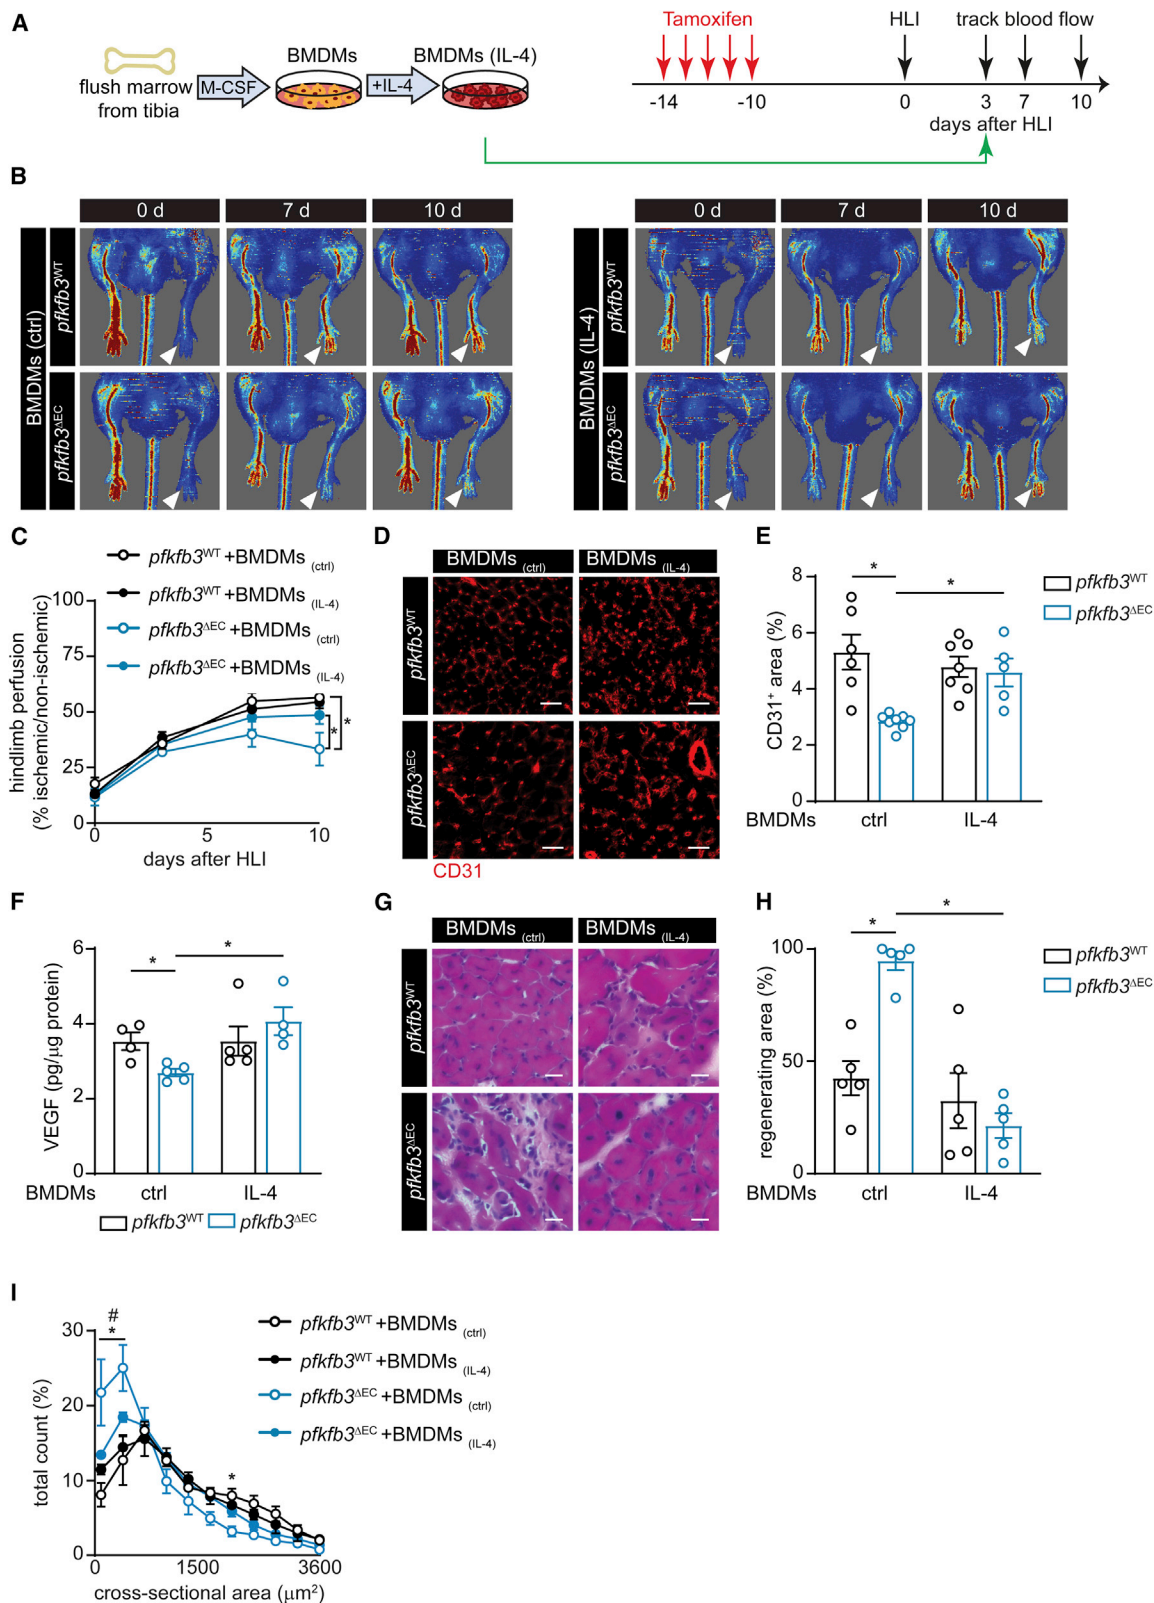 A
flush marrow
from tibia
M-CSF
BMDMs
+IL-4
BMDMs (IL-4)
Tamoxifen
HLI
track blood flow
-14
-10
0
3
7
10
days after HLI
B
0 d
7 d
10 d
BMDMs (ctrl)
pfkfb3WT
pfkfb3ΔEC
0 d
7 d
10 d
BMDMs (IL-4)
pfkfb3WT
pfkfb3ΔEC
C
pfkfb3WT +BMDMs (ctrl)
pfkfb3WT +BMDMs (IL-4)
pfkfb3ΔEC +BMDMs (ctrl)
pfkfb3ΔEC +BMDMs (IL-4)
hindlimb perfusion
(% ischemic/non-ischemic)
100
75
50
25
0
0
5
10
days after HLI
*
*
D
BMDMs (ctrl)
BMDMs (IL-4)
pfkfb3WT
pfkfb3ΔEC
CD31
E
CD31+ area (%)
8
6
4
2
0
*
*
BMDMs
ctrl
IL-4
pfkfb3WT
pfkfb3ΔEC
F
VEGF (pg/μg protein)
6
4
2
0
*
*
BMDMs
ctrl
IL-4
pfkfb3WT
pfkfb3ΔEC
G
BMDMs (ctrl)
BMDMs (IL-4)
pfkfb3WT
pfkfb3ΔEC
H
regenerating area (%)
100
50
0
*
*
BMDMs
ctrl
IL-4
pfkfb3WT
pfkfb3ΔEC
I
total count (%)
30
20
10
0
#
*
*
pfkfb3WT +BMDMs (ctrl)
pfkfb3WT +BMDMs (IL-4)
pfkfb3ΔEC +BMDMs (ctrl)
pfkfb3ΔEC +BMDMs (IL-4)
0
1500
3600
cross-sectional area (μm2)